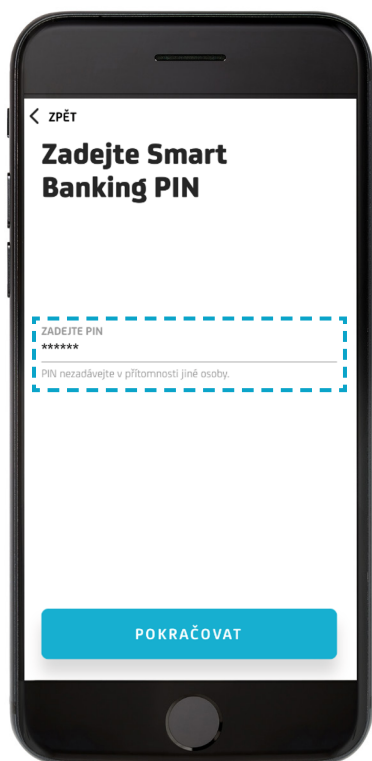 ZPĚT
Zadejte Smart
Banking PIN
ZADEJTE PIN
******
PIN nezadávejte v přítomnosti jiné osoby.
POKRAČOVAT